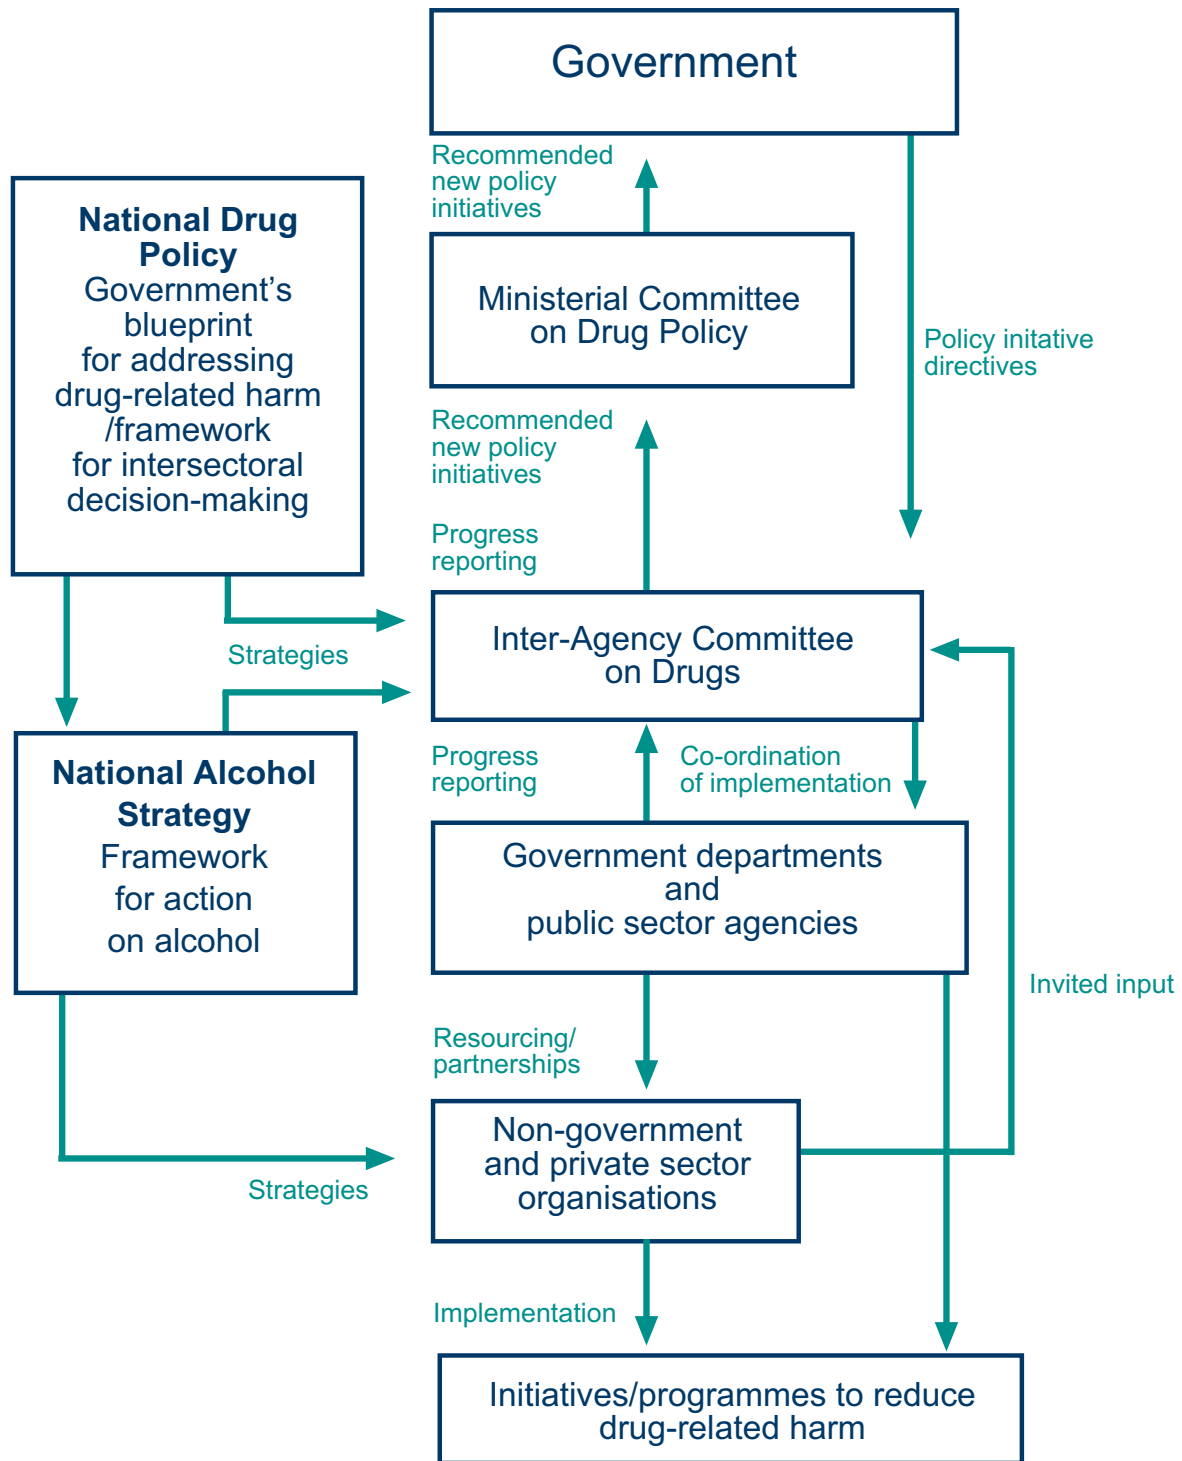 Government
Recommended
new policy
initiatives
National Drug
Policy
Government’s
blueprint
for addressing
drug-related harm
/framework
for intersectoral
decision-making
Ministerial Committee
on Drug Policy
Policy initative
directives
Recommended
new policy
initiatives
Progress
reporting
Inter-Agency Committee
on Drugs
Strategies
National Alcohol
Strategy
Framework
for action
on alcohol
Progress
reporting
Co-ordination
of implementation
Government departments
and
public sector agencies
Invited input
Resourcing/
partnerships
Non-government
and private sector
organisations
Strategies
Implementation
Initiatives/programmes to reduce
drug-related harm